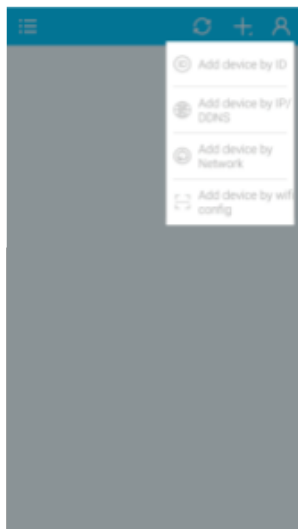 Add device by ID
Add device by IP/
DDNS
Add device by
Network
Add device by wifi
config